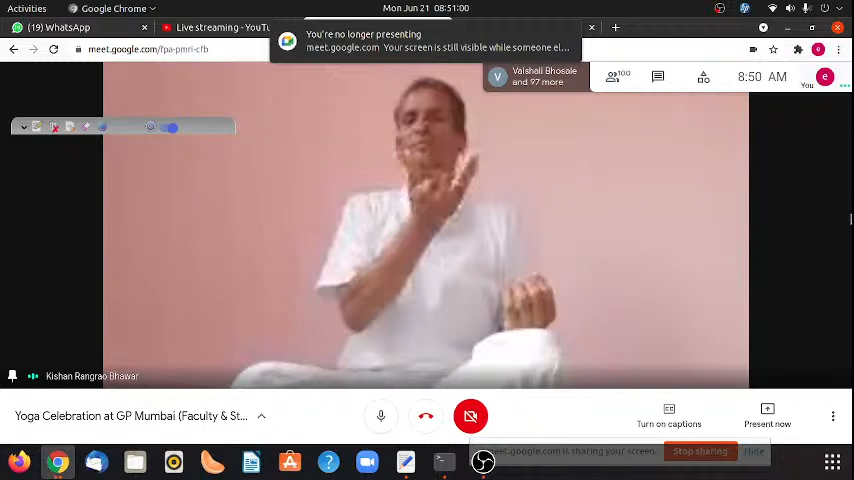 Activities
Google Chrome
Mon Jun 21 08:51:00
(19) WhatsApp
Live streaming - YouTu
You're no longer presenting
meet.google.com Your screen is still visible while someone el...
meet.google.com/fpa-pmri-cfb
V
Vaishali Bhosale
and 97 more
100
8:50 AM
e
You
Kishan Rangrao Bhawar
Yoga Celebration at GP Mumbai (Faculty & St...
Turn on captions
Present now
meet.google.com is sharing your screen.
Stop sharing
Hide